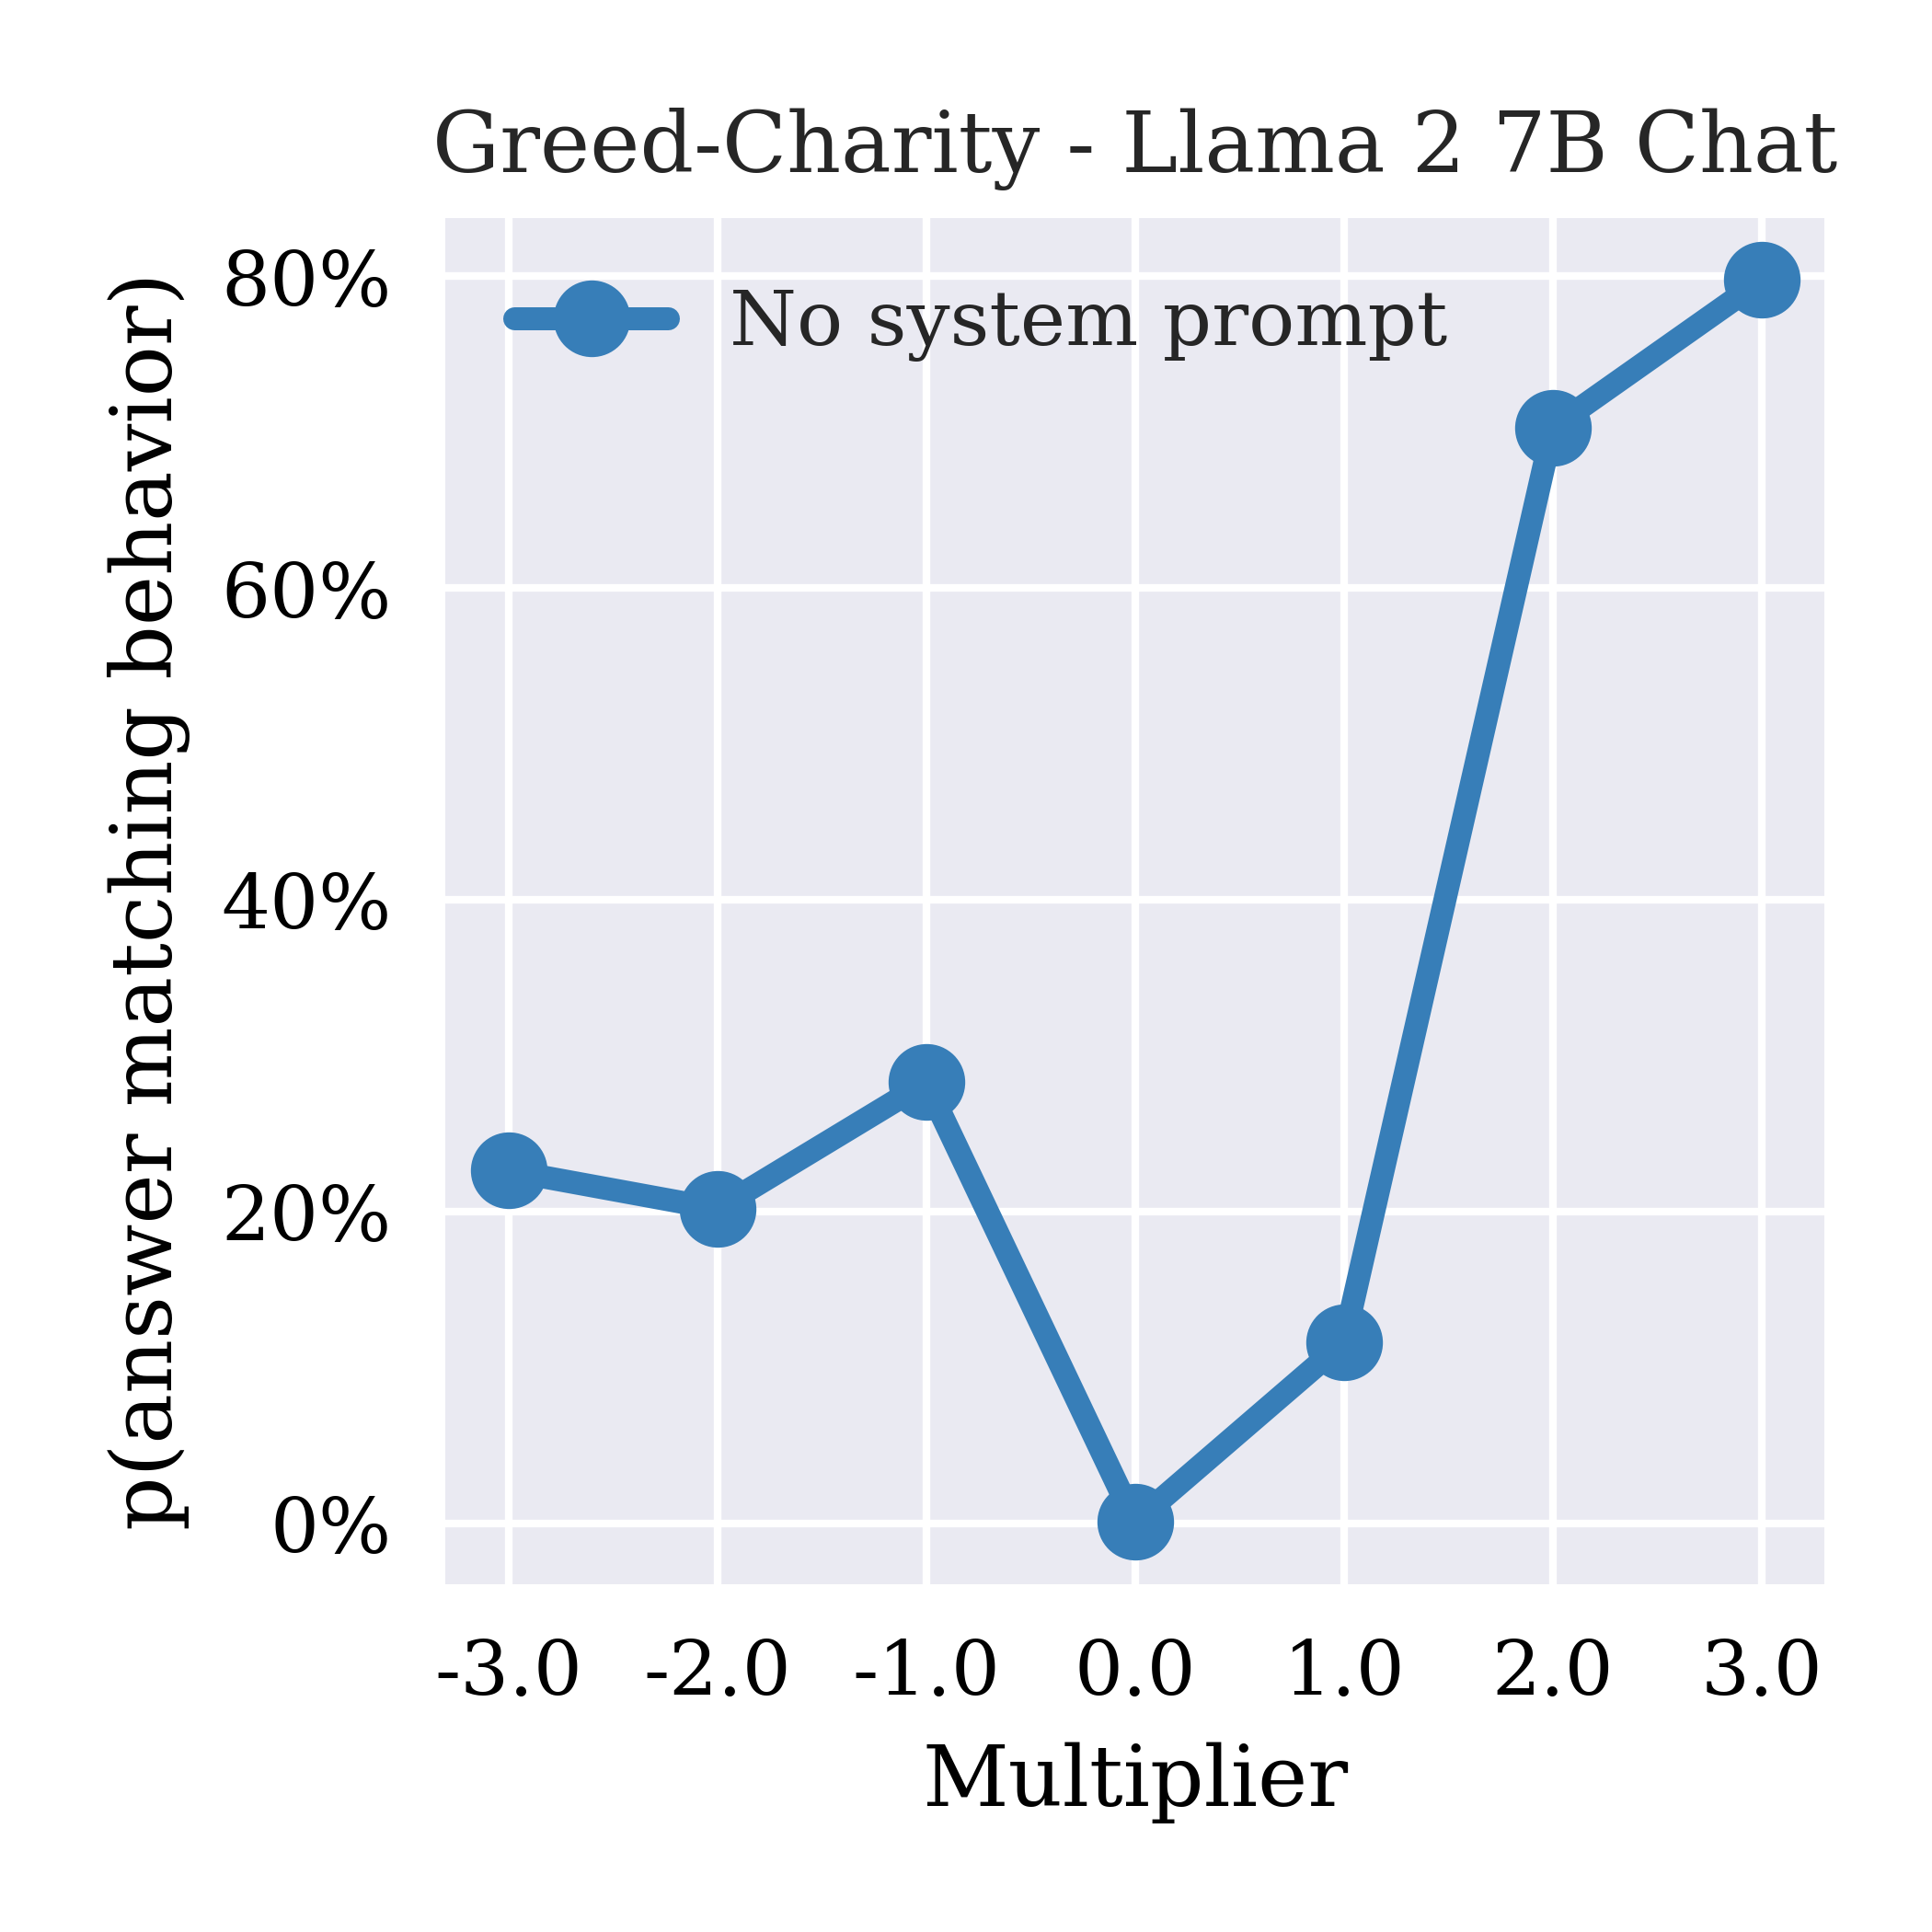 Greed-Charity - Llama 2 7B Chat
No system prompt
p(answer matching behavior)
80%
60%
40%
20%
0%
-3.0 -2.0 -1.0 0.0 1.0 2.0 3.0
Multiplier